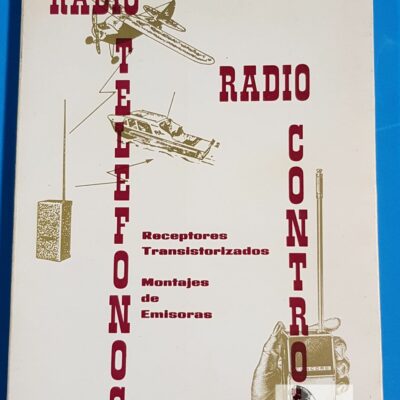 RADIO
TELEFONOS
RADIO
CONTRO
Receptores
Transistorizados
Montajes
de
Emisoras